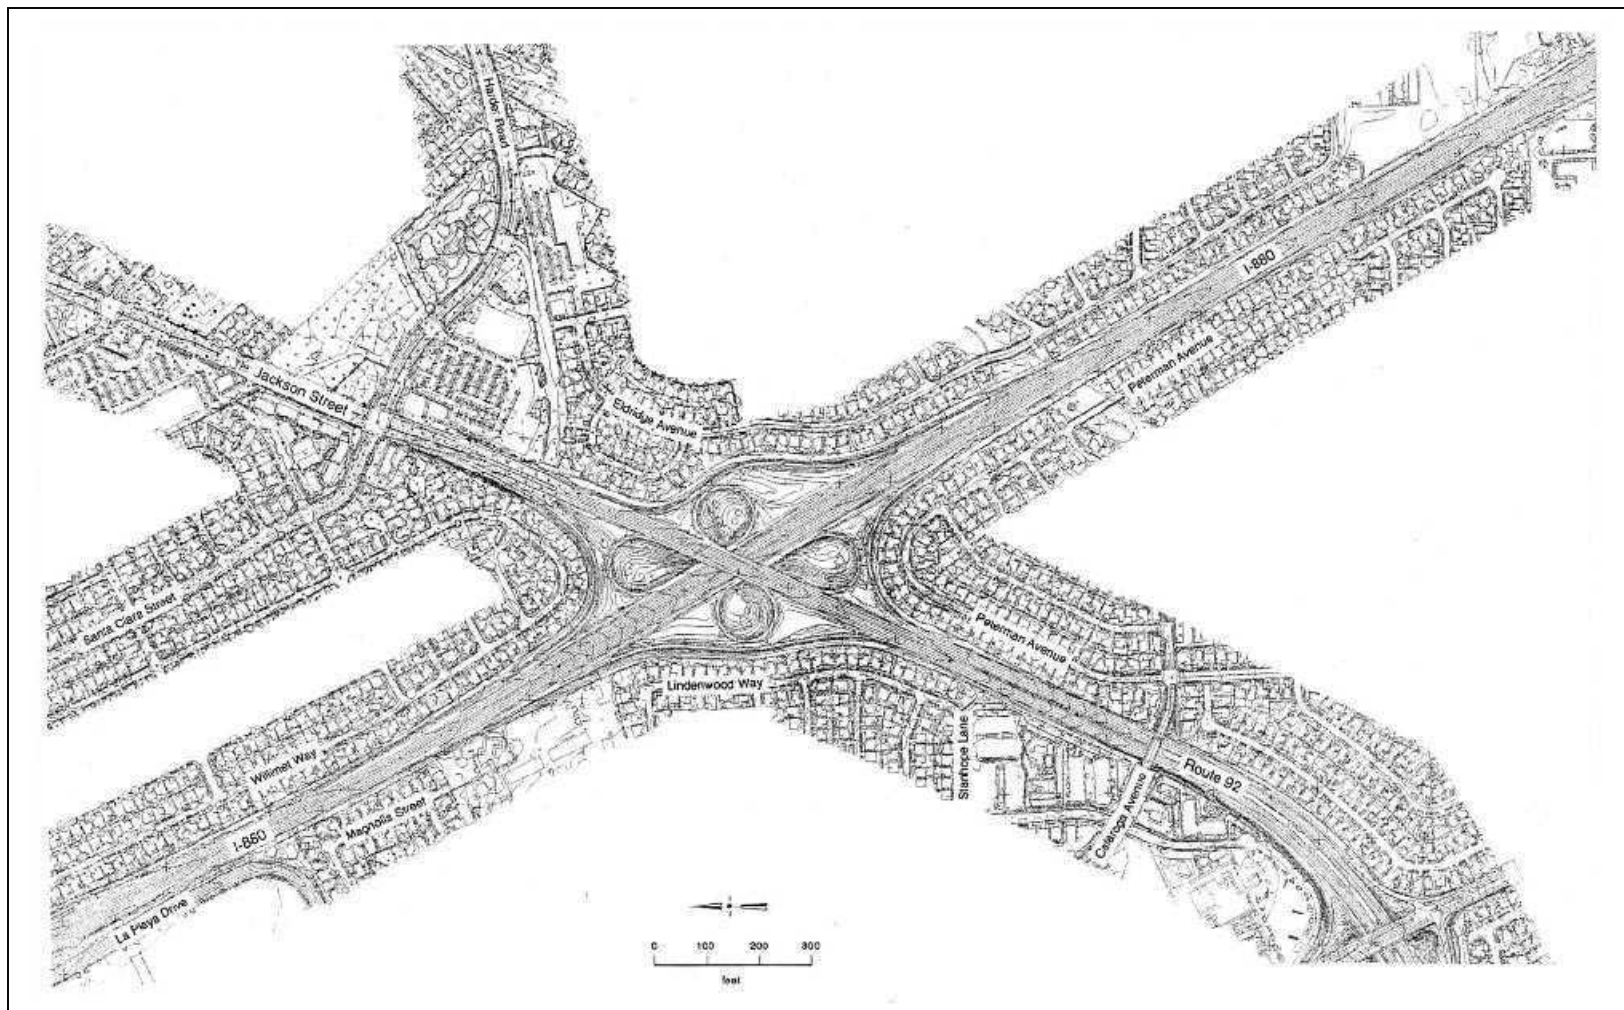 Harder Road
I-880
Jackson Street
Peterman Avenue
Eldridge Avenue
Santa Clara Street
Peterman Avenue
Lindenwood Way
Stanhope Lane
Route 92
Calaroga Avenue
Willimet Way
Magnolia Street
I-880
La Playa Drive
0 100 200 300
feet